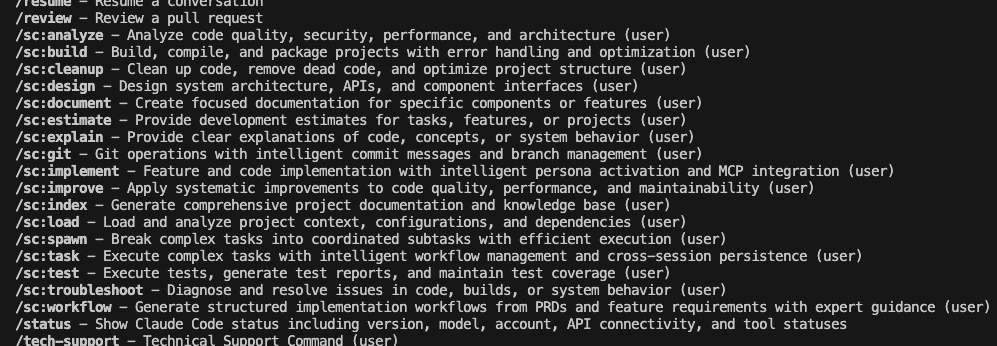 /resume – Resume a conversation
/review – Review a pull request
/sc:analyze – Analyze code quality, security, performance, and architecture (user)
/sc:build – Build, compile, and package projects with error handling and optimization (user)
/sc:cleanup – Clean up code, remove dead code, and optimize project structure (user)
/sc:design – Design system architecture, APIs, and component interfaces (user)
/sc:document – Create focused documentation for specific components or features (user)
/sc:estimate – Provide development estimates for tasks, features, or projects (user)
/sc:explain – Provide clear explanations of code, concepts, or system behavior (user)
/sc:git – Git operations with intelligent commit messages and branch management (user)
/sc:implement – Feature and code implementation with intelligent persona activation and MCP integration (user)
/sc:improve – Apply systematic improvements to code quality, performance, and maintainability (user)
/sc:index – Generate comprehensive project documentation and knowledge base (user)
/sc:load – Load and analyze project context, configurations, and dependencies (user)
/sc:spawn – Break complex tasks into coordinated subtasks with efficient execution (user)
/sc:task – Execute complex tasks with intelligent workflow management and cross-session persistence (user)
/sc:test – Execute tests, generate test reports, and maintain test coverage (user)
/sc:troubleshoot – Diagnose and resolve issues in code, builds, or system behavior (user)
/sc:workflow – Generate structured implementation workflows from PRDs and feature requirements with expert guidance (user)
/status – Show Claude Code status including version, model, account, API connectivity, and tool statuses
/tech-support – Technical Support Command (user)